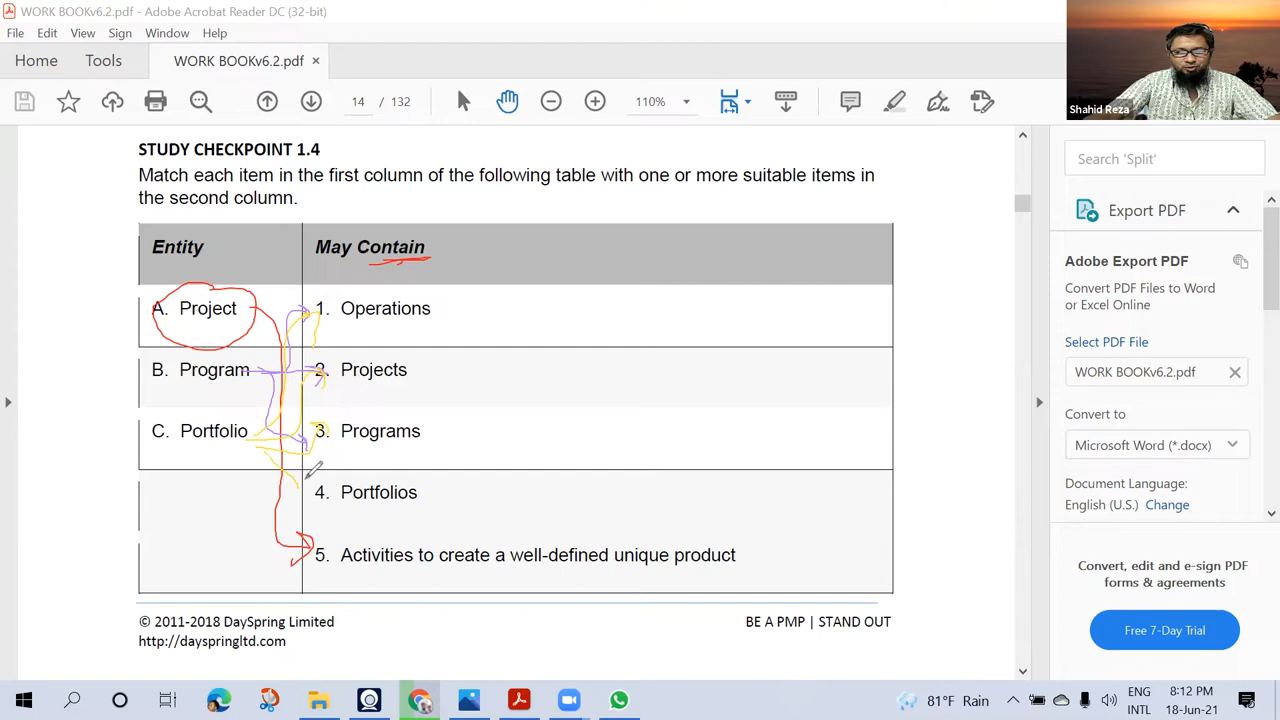 WORK BOOKv6.2.pdf - Adobe Acrobat Reader DC (32-bit)
File Edit View Sign Window Help
Home Tools WORK BOOKv6.2.pdf ×
14 / 132 110%
Shahid Reza
STUDY CHECKPOINT 1.4
Match each item in the first column of the following table with one or more suitable items in
the second column.
Entity May Contain
A. Project 1. Operations
B. Program 2. Projects
C. Portfolio 3. Programs
4. Portfolios
5. Activities to create a well-defined unique product
© 2011-2018 DaySpring Limited BE A PMP | STAND OUT
http://dayspringltd.com
Search 'Split'
Export PDF
Adobe Export PDF
Convert PDF Files to Word
or Excel Online
Select PDF File
WORK BOOKv6.2.pdf
Convert to
Microsoft Word (*.docx)
Document Language:
English (U.S.) Change
Convert, edit and e-sign PDF
forms & agreements
Free 7-Day Trial
81°F Rain
ENG
INTL
8:12 PM
18-Jun-21